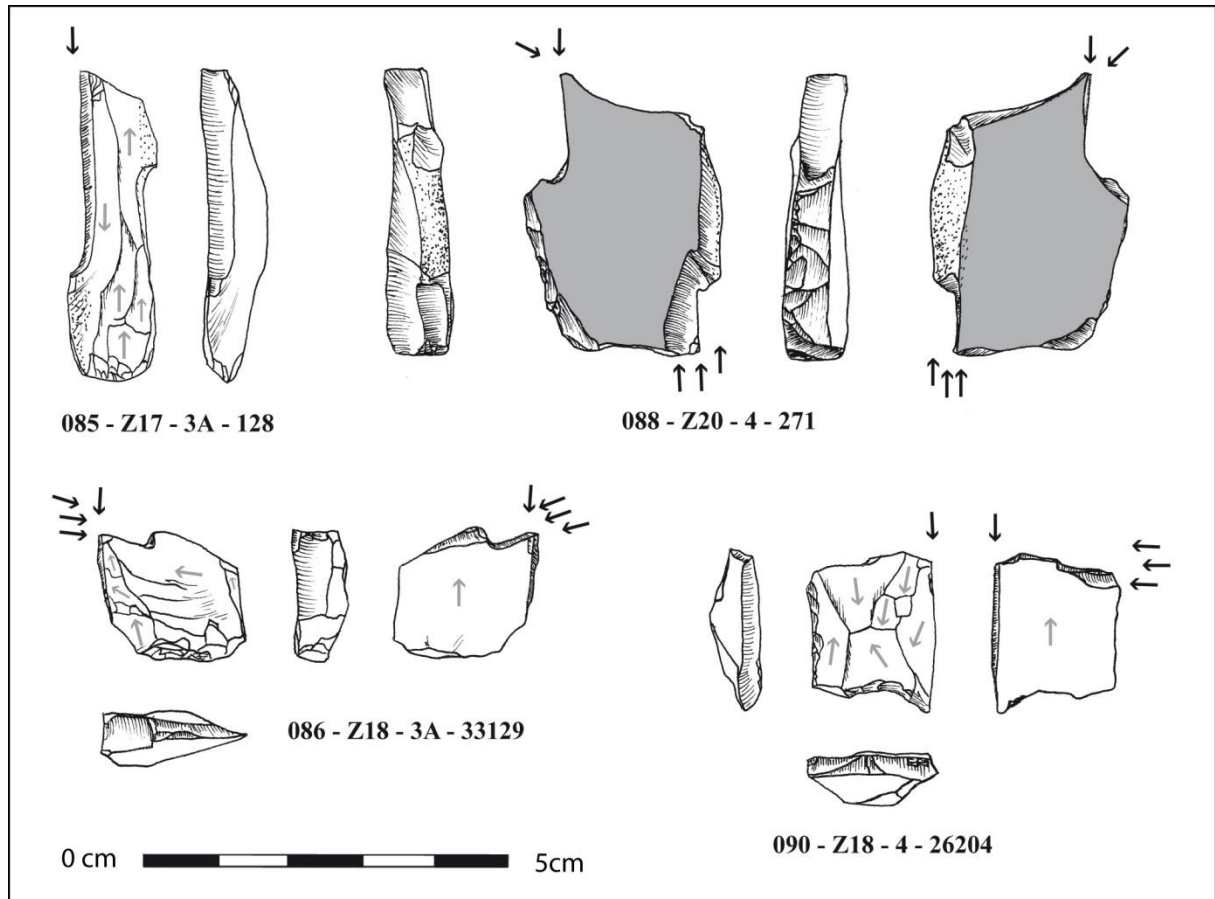 085 - Z17 - 3A - 128
088 - Z20 - 4 - 271
086 - Z18 - 3A - 33129
090 - Z18 - 4 - 26204
0 cm
5cm